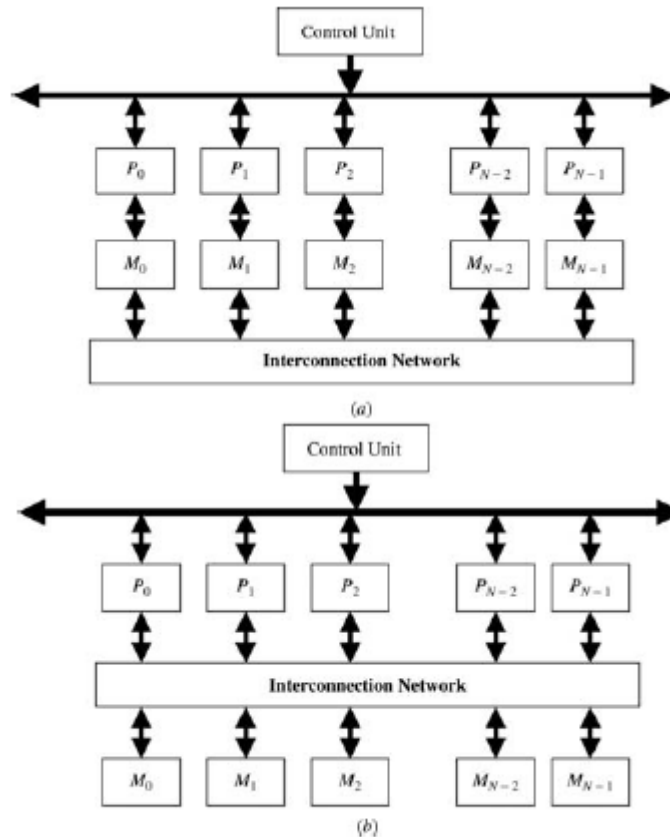 Control Unit
P0 P1 P2 PN−2 PN−1
M0 M1 M2 MN−2 MN−1
Interconnection Network
(a)
Control Unit
P0 P1 P2 PN−2 PN−1
Interconnection Network
M0 M1 M2 MN−2 MN−1
(b)